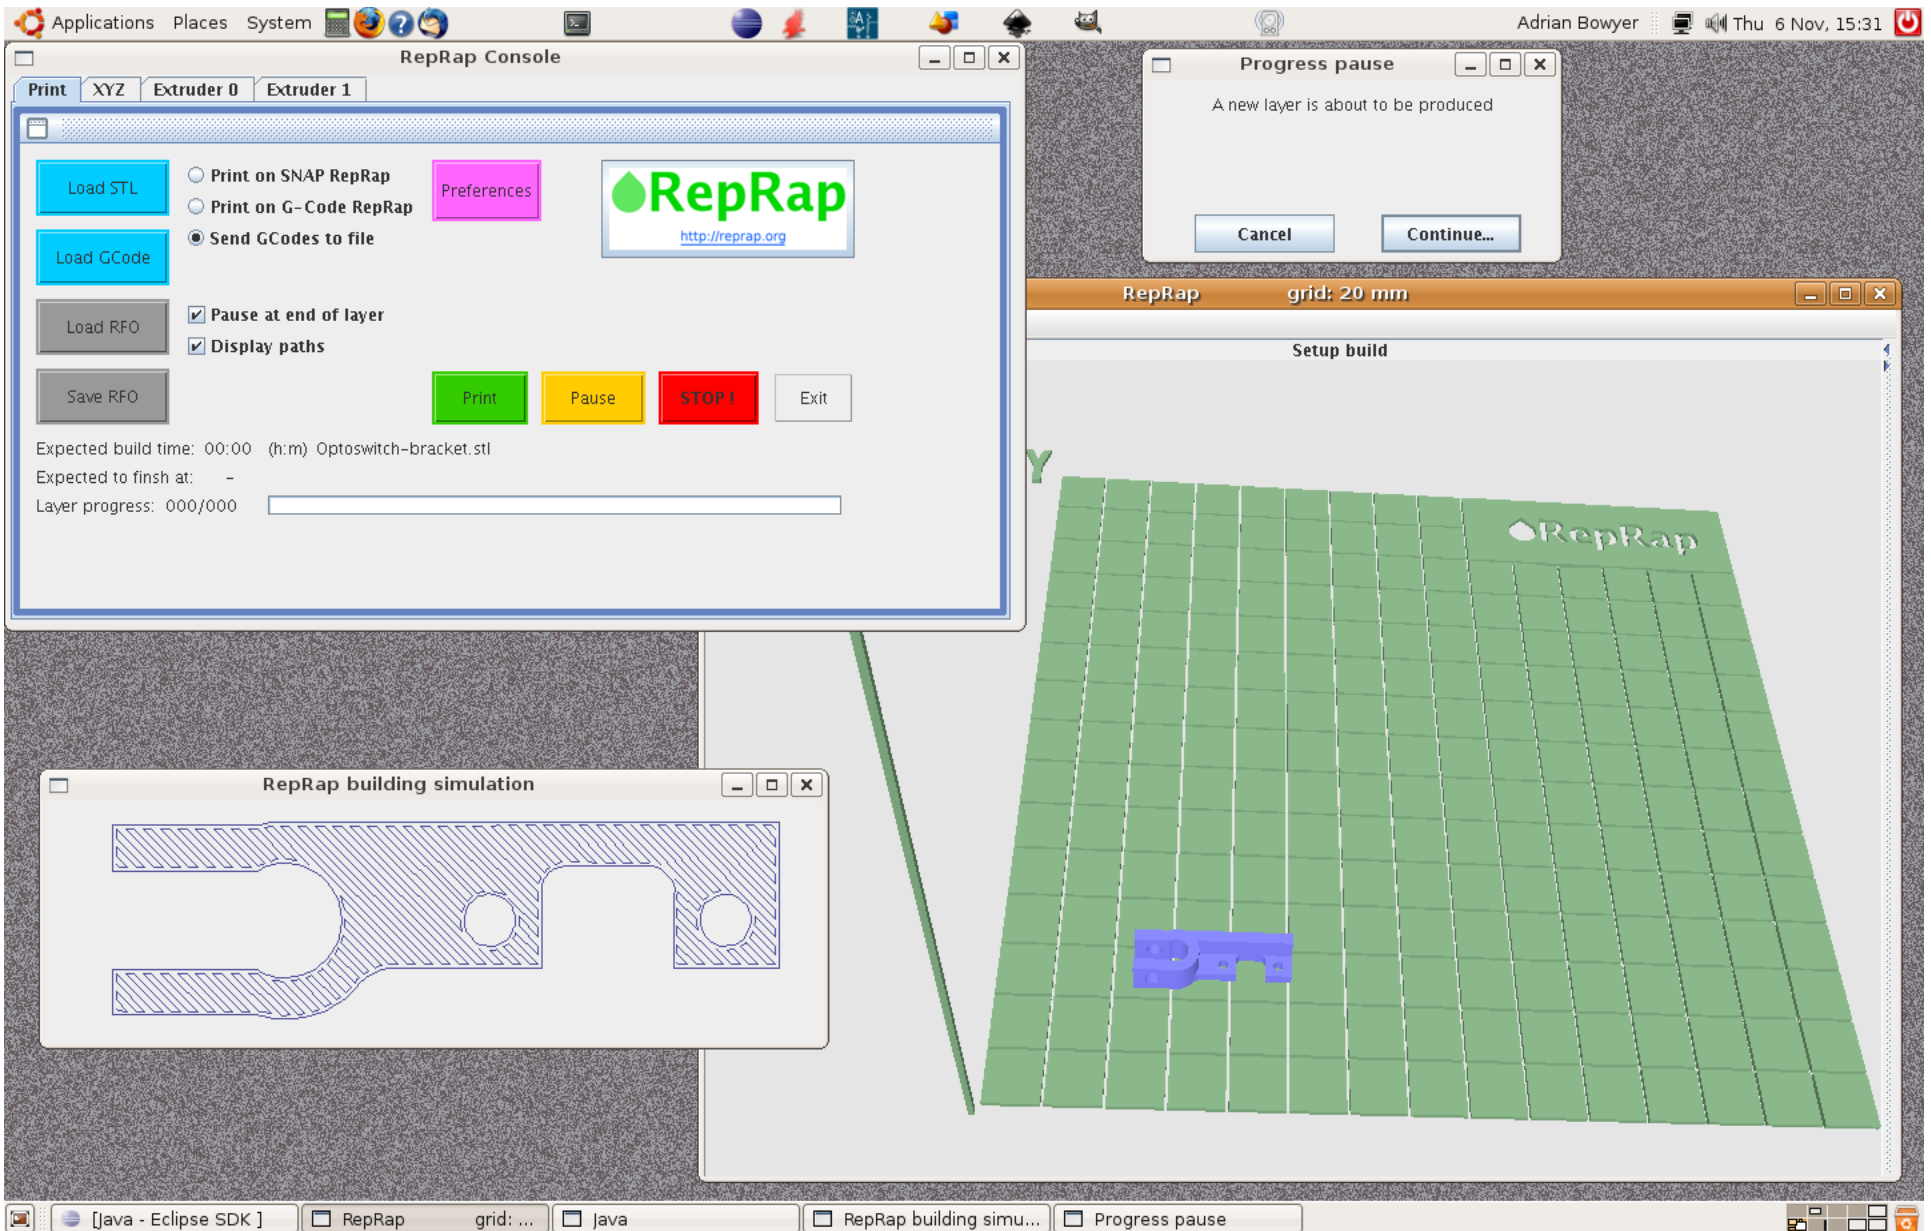 Applications Places System
Adrian Bowyer Thu 6 Nov, 15:31
RepRap Console
Print XYZ Extruder 0 Extruder 1
Load STL
Print on SNAP RepRap
Preferences
RepRap
http://reprap.org
Print on G-Code RepRap
Send GCodes to file
Load GCode
Load RFO
Pause at end of layer
Display paths
Save RFO
Print Pause STOP ! Exit
Expected build time: 00:00 (h:m) Optoswitch-bracket.stl
Expected to finsh at: -
Layer progress: 000/000
Progress pause
A new layer is about to be produced
Cancel Continue...
RepRap grid: 20 mm
Setup build
Y
RepRap
RepRap building simulation
[Java - Eclipse SDK ] RepRap grid: ... Java RepRap building simu... Progress pause